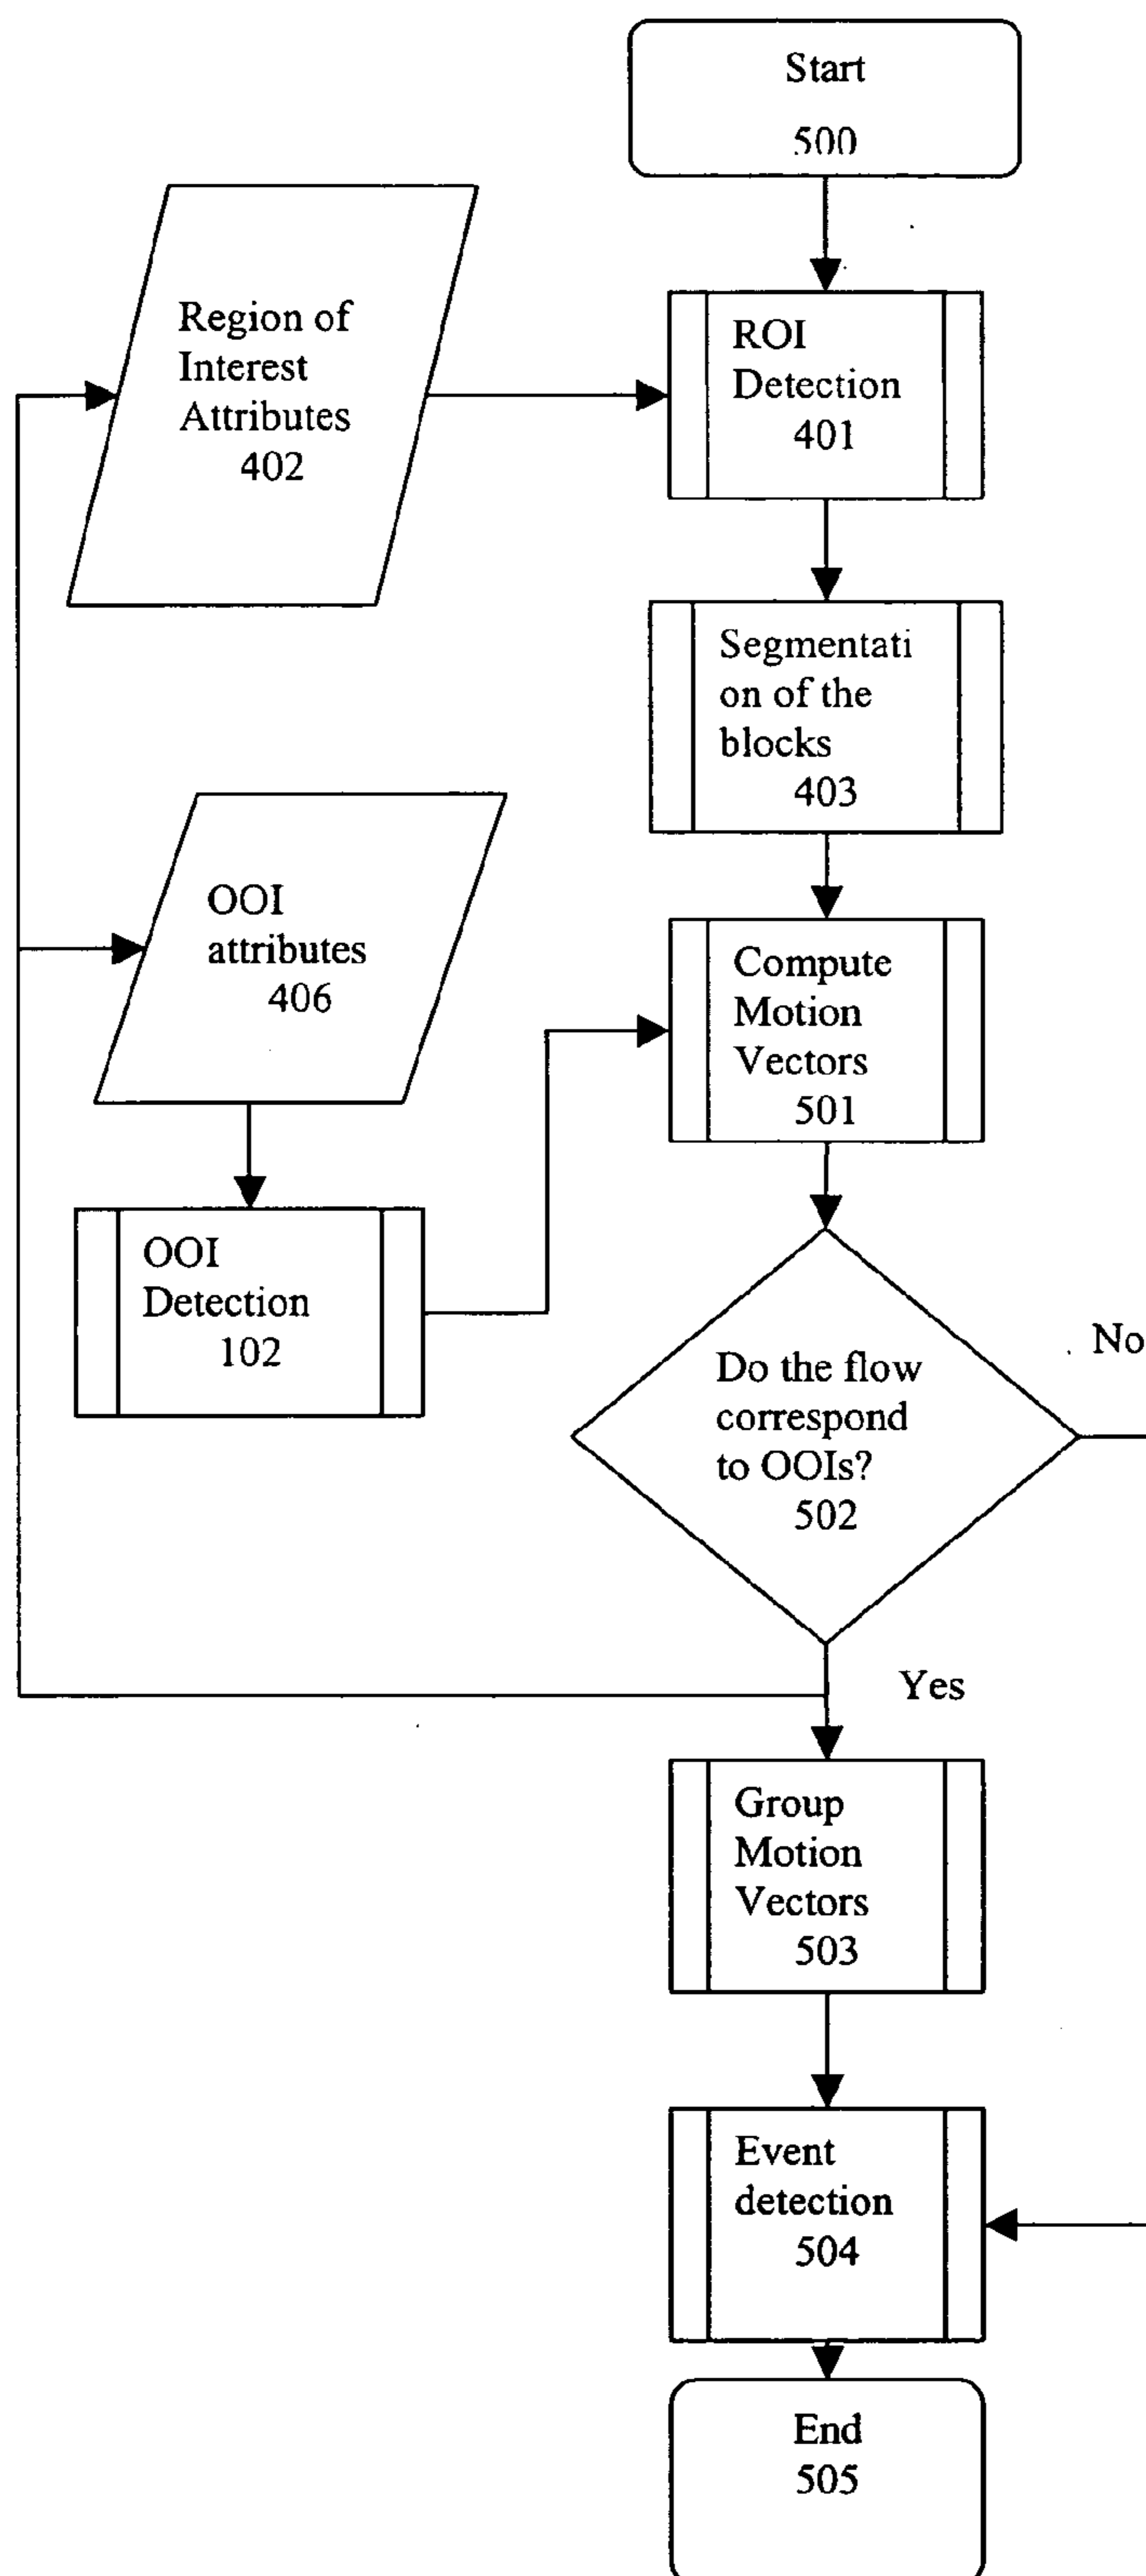 Start
500
Region of
Interest
Attributes
402
ROI
Detection
401
Segmentati
on of the
blocks
403
OOI
attributes
406
Compute
Motion
Vectors
501
OOI
Detection
102
Do the flow
correspond
to OOIs?
502
No
Yes
Group
Motion
Vectors
503
Event
detection
504
End
505